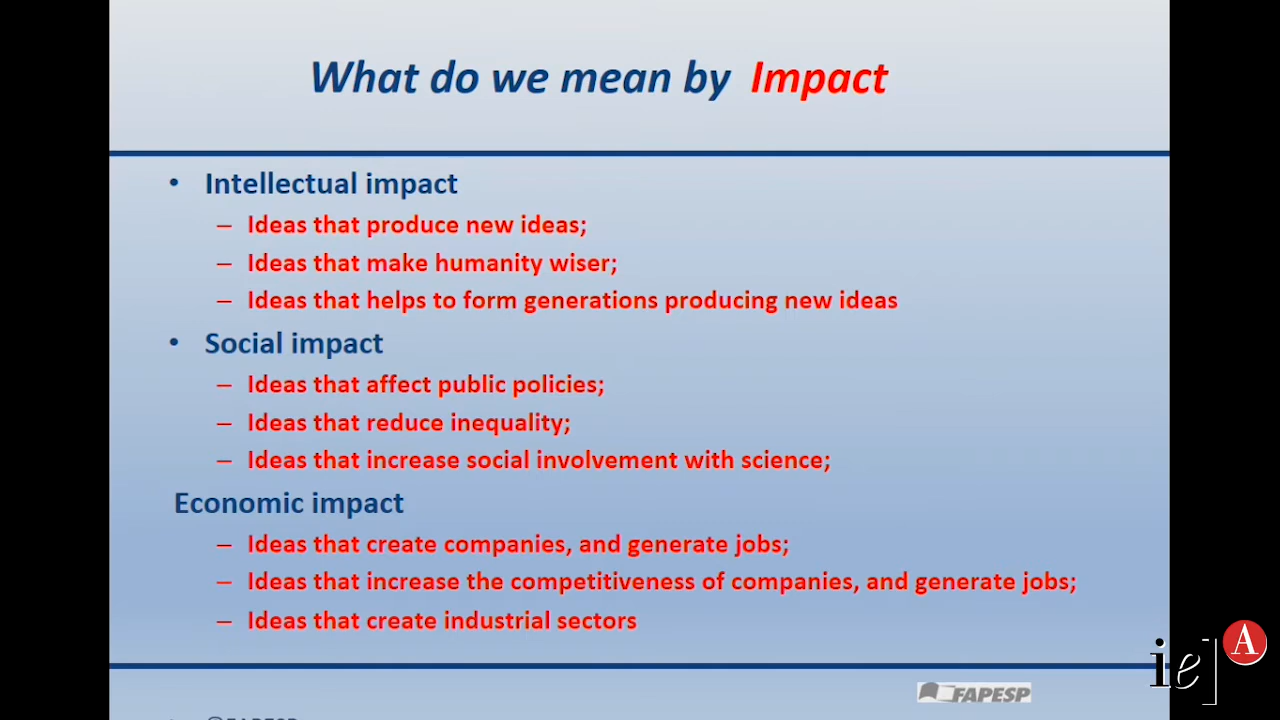 What do we mean by Impact
• Intellectual impact
– Ideas that produce new ideas;
– Ideas that make humanity wiser;
– Ideas that helps to form generations producing new ideas
• Social impact
– Ideas that affect public policies;
– Ideas that reduce inequality;
– Ideas that increase social involvement with science;
Economic impact
– Ideas that create companies, and generate jobs;
– Ideas that increase the competitiveness of companies, and generate jobs;
– Ideas that create industrial sectors
FAPESP
ie] A
©FAPESP